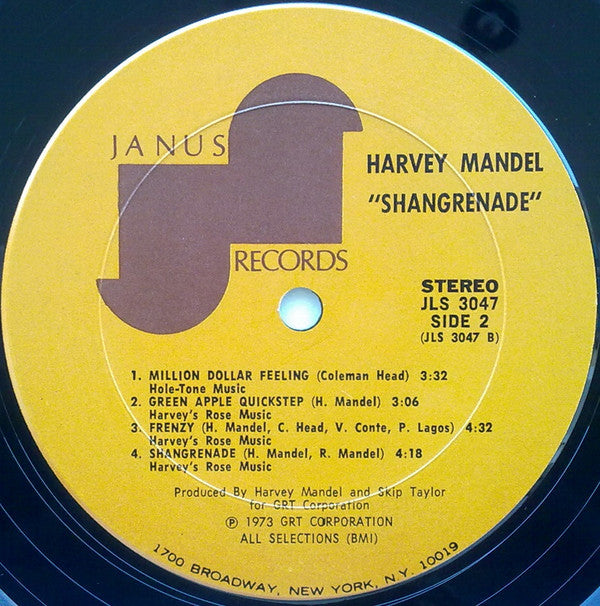 JANUS
RECORDS
HARVEY MANDEL
"SHANGRENADE"
STEREO
JLS 3047
SIDE 2
(JLS 3047 B)
1. MILLION DOLLAR FEELING (Coleman Head) 3:32
Hole-Tone Music
2. GREEN APPLE QUICKSTEP (H. Mandel) 3:06
Harvey's Rose Music
3. FRENZY (H. Mandel, C. Head, V. Conte, P. Lagos) 4:32
Harvey's Rose Music
4. SHANGRENADE (H. Mandel, R. Mandel) 4:18
Harvey's Rose Music
Produced By Harvey Mandel and Skip Taylor
for GRT Corporation
℗ 1973 GRT CORPORATION
ALL SELECTIONS (BMI)
1700 BROADWAY, NEW YORK, N.Y. 10019